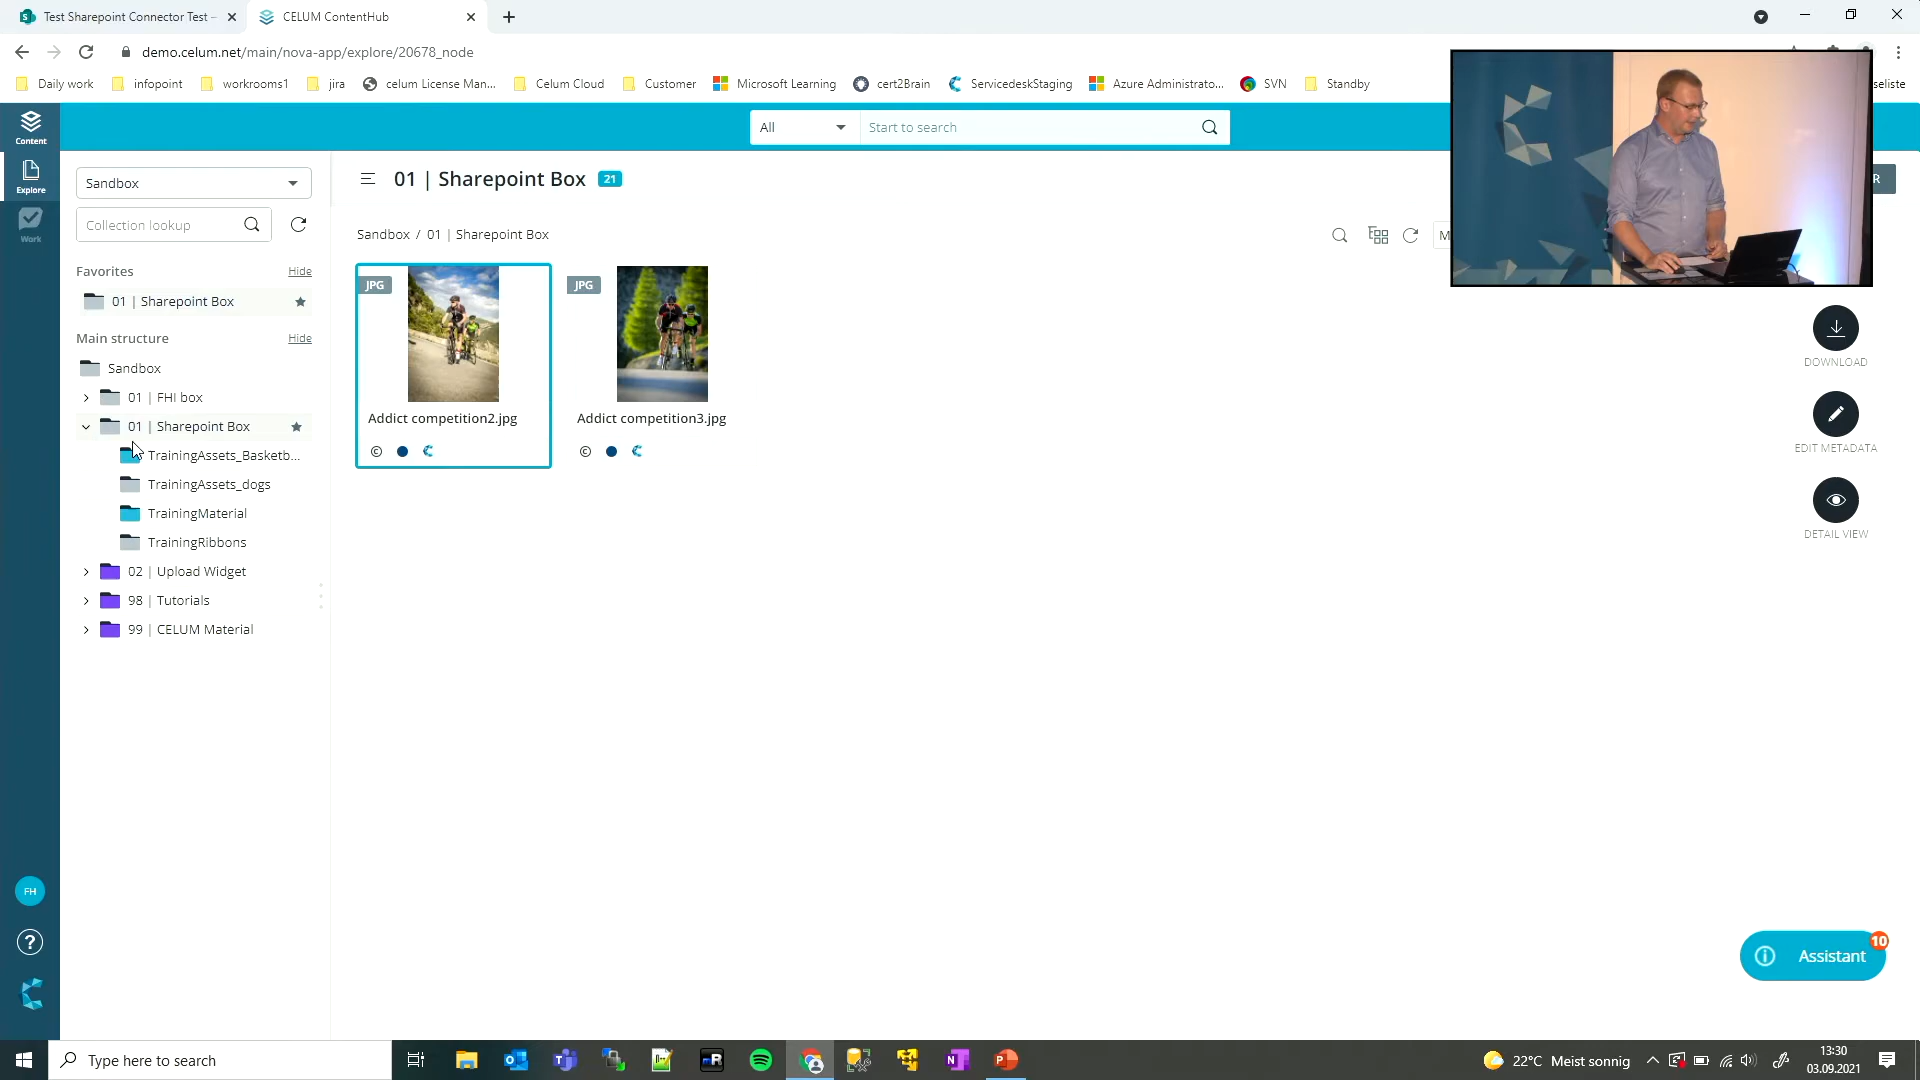 Test Sharepoint Connector Test –
CELUM ContentHub
demo.celum.net/main/nova-app/explore/20678_node
Daily work
infopoint
workrooms1
jira
celum License Man...
Celum Cloud
Customer
Microsoft Learning
cert2Brain
ServicedeskStaging
Azure Administrato...
SVN
Standby
seliste
Content
Explore
Work
All
Start to search
Sandbox
Collection lookup
01 | Sharepoint Box 21
R
Sandbox / 01 | Sharepoint Box
M
Favorites
Hide
01 | Sharepoint Box
Main structure
Hide
Sandbox
01 | FHI box
01 | Sharepoint Box
TrainingAssets_Basketb...
TrainingAssets_dogs
TrainingMaterial
TrainingRibbons
02 | Upload Widget
98 | Tutorials
99 | CELUM Material
JPG
Addict competition2.jpg
JPG
Addict competition3.jpg
DOWNLOAD
EDIT METADATA
DETAIL VIEW
FH
Assistant
10
Type here to search
22°C Meist sonnig
13:30
03.09.2021